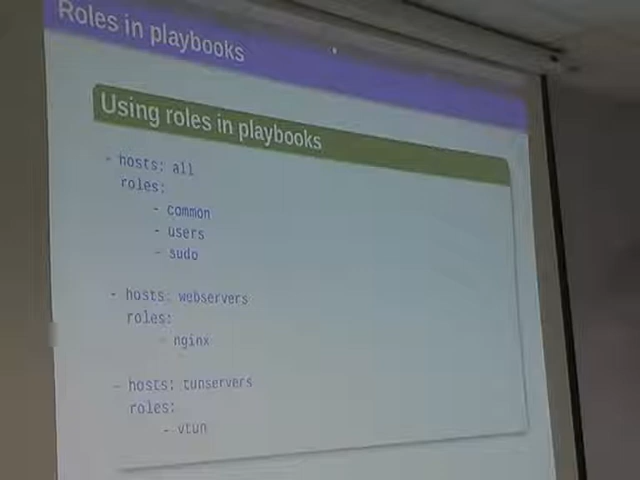 Roles in playbooks
Using roles in playbooks
- hosts: all
roles:
- common
- users
- sudo
- hosts: webservers
roles:
- nginx
- hosts: tunservers
roles:
- vtun